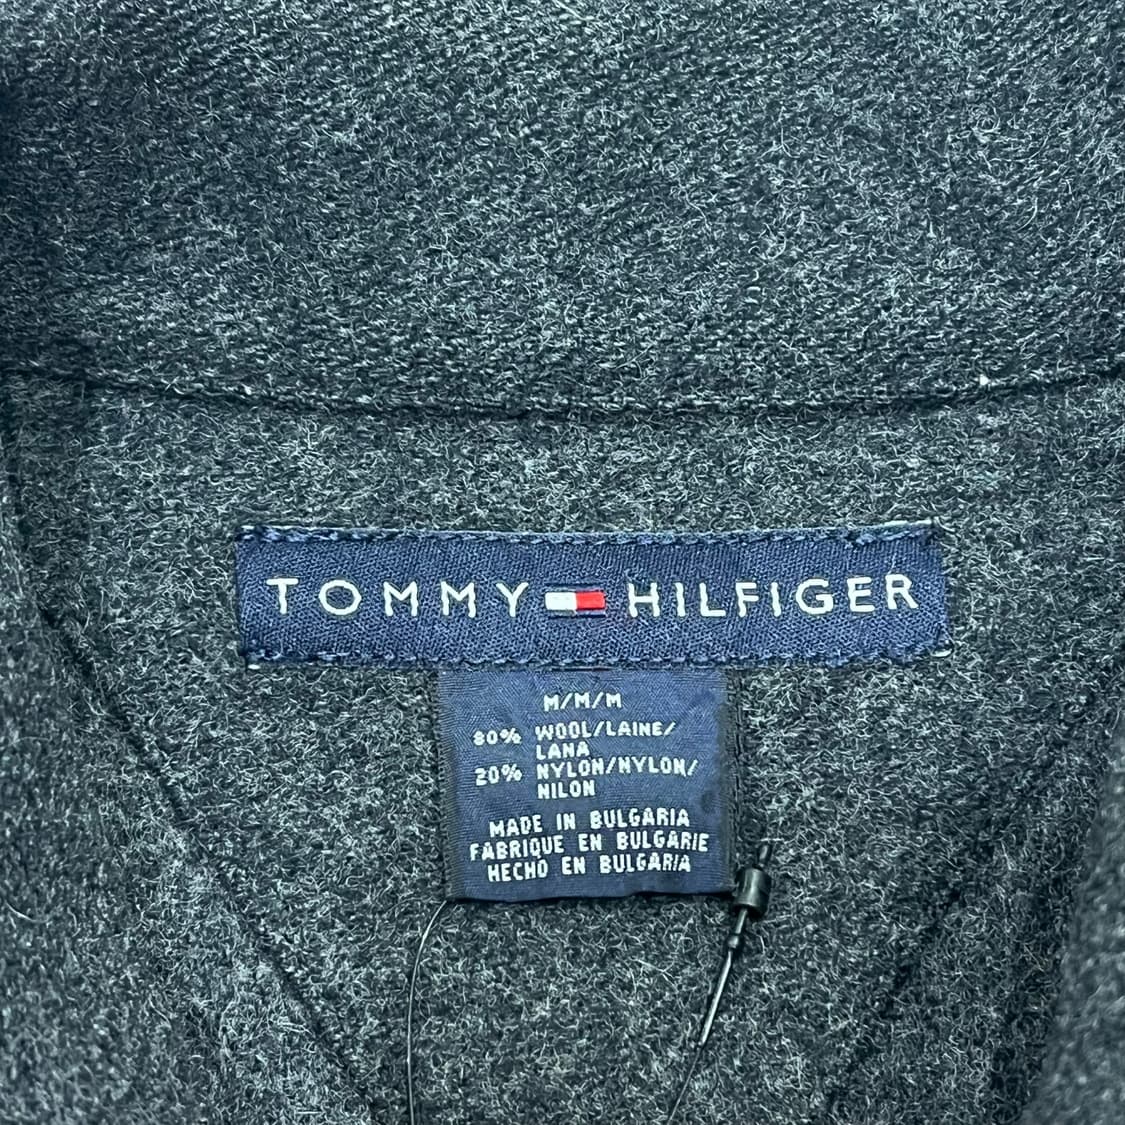 TOMMY HILFIGER
M/M/M
80% WOOL/LAINE/
LANA
20% NYLON/NYLON/
NILON
MADE IN BULGARIA
FABRIQUE EN BULGARIE
HECHO EN BULGARIA